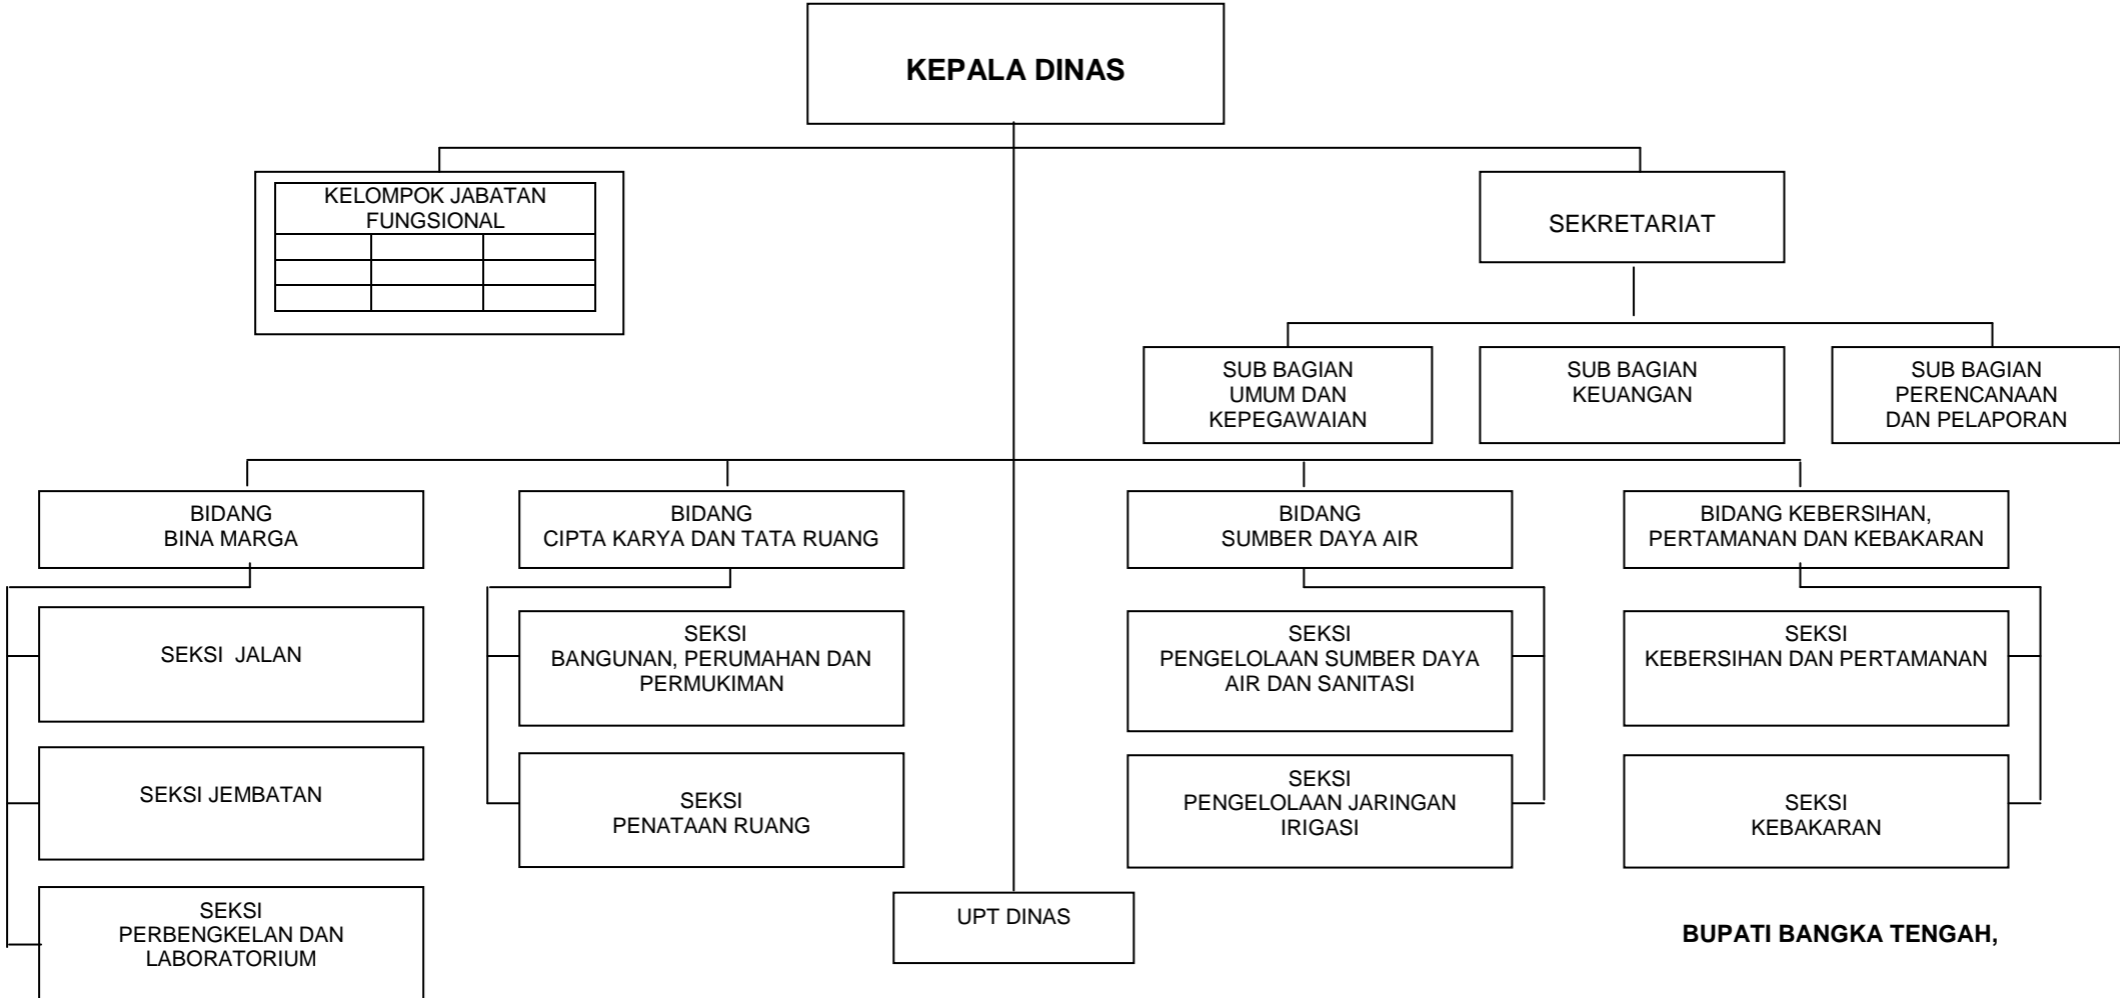 KEPALA DINAS
KELOMPOK JABATAN
FUNGSIONAL
SEKRETARIAT
SUB BAGIAN
UMUM DAN
KEPEGAWAIAN
SUB BAGIAN
KEUANGAN
SUB BAGIAN
PERENCANAAN
DAN PELAPORAN
BIDANG
BINA MARGA
BIDANG
CIPTA KARYA DAN TATA RUANG
BIDANG
SUMBER DAYA AIR
BIDANG KEBERSIHAN,
PERTAMANAN DAN KEBAKARAN
SEKSI JALAN
SEKSI
BANGUNAN, PERUMAHAN DAN
PERMUKIMAN
SEKSI
PENGELOLAAN SUMBER DAYA
AIR DAN SANITASI
SEKSI
KEBERSIHAN DAN PERTAMANAN
SEKSI JEMBATAN
SEKSI
PENATAAN RUANG
SEKSI
PENGELOLAAN JARINGAN
IRIGASI
SEKSI
KEBAKARAN
SEKSI
PERBENGKELAN DAN
LABORATORIUM
UPT DINAS
BUPATI BANGKA TENGAH,